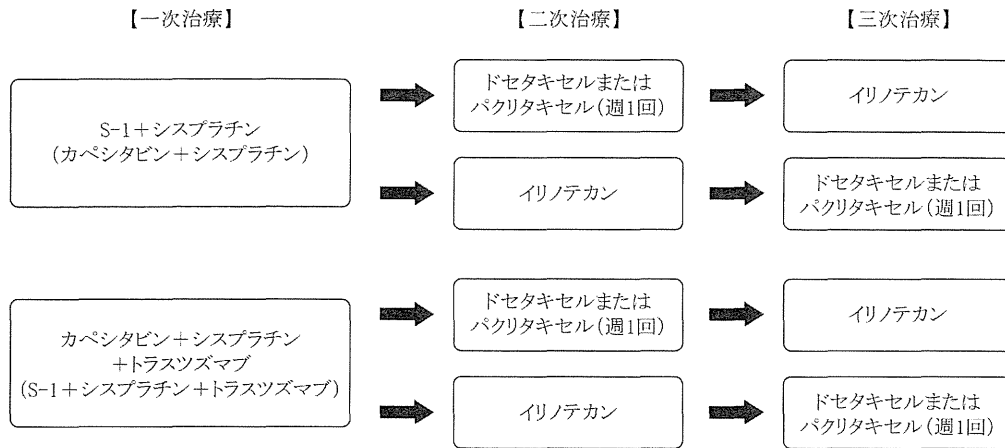 【一次治療】
【二次治療】
【三次治療】
S-1+シスプラチン
(カペシタビン+シスプラチン)
ドセタキセルまたは
パクリタキセル(週1回)
イリノテカン
イリノテカン
ドセタキセルまたは
パクリタキセル(週1回)
カペシタビン+シスプラチン
+トラスツズマブ
(S-1+シスプラチン+トラスツズマブ)
ドセタキセルまたは
パクリタキセル(週1回)
イリノテカン
イリノテカン
ドセタキセルまたは
パクリタキセル(週1回)